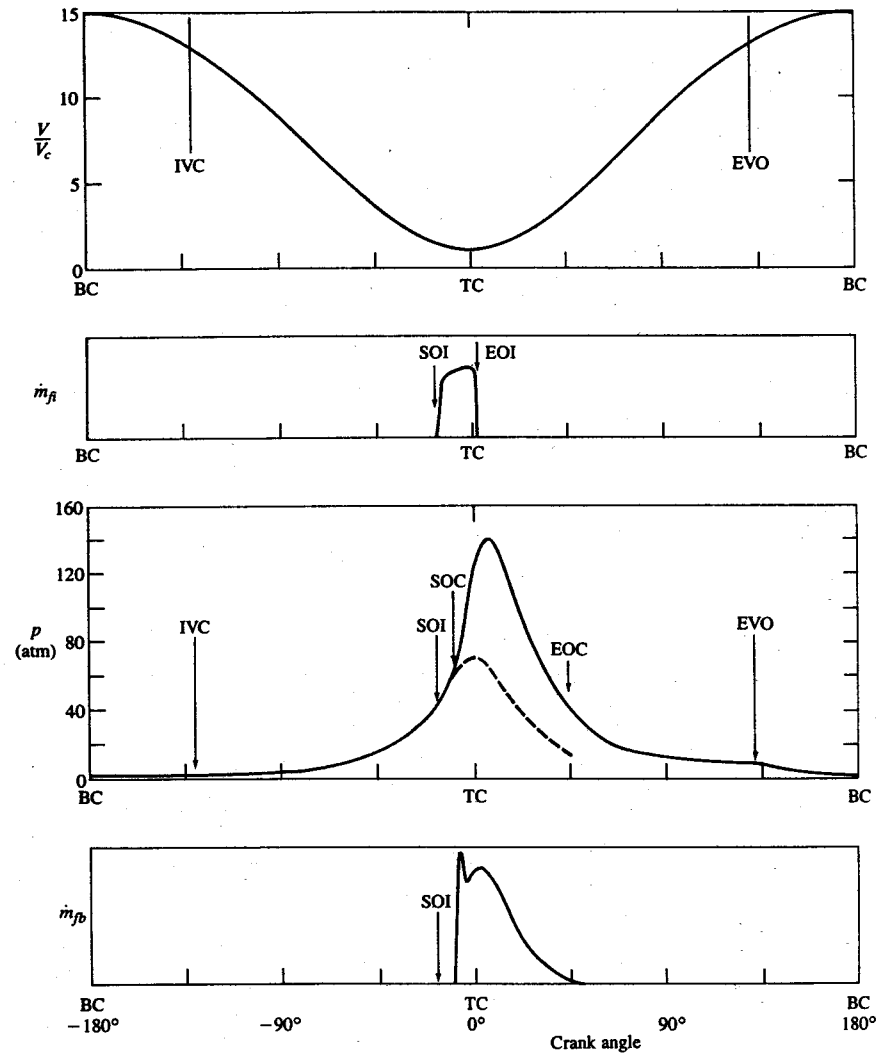 15
10
V
V_c
IVC
EVO
5
0
BC
TC
BC
SOI
EOI
ṁ_fi
BC
TC
BC
160
120
SOC
IVC
SOI
EVO
p
(atm)
80
EOC
40
0
BC
TC
BC
SOI
ṁ_fb
BC
TC
BC
−180°
−90°
0°
90°
180°
Crank angle